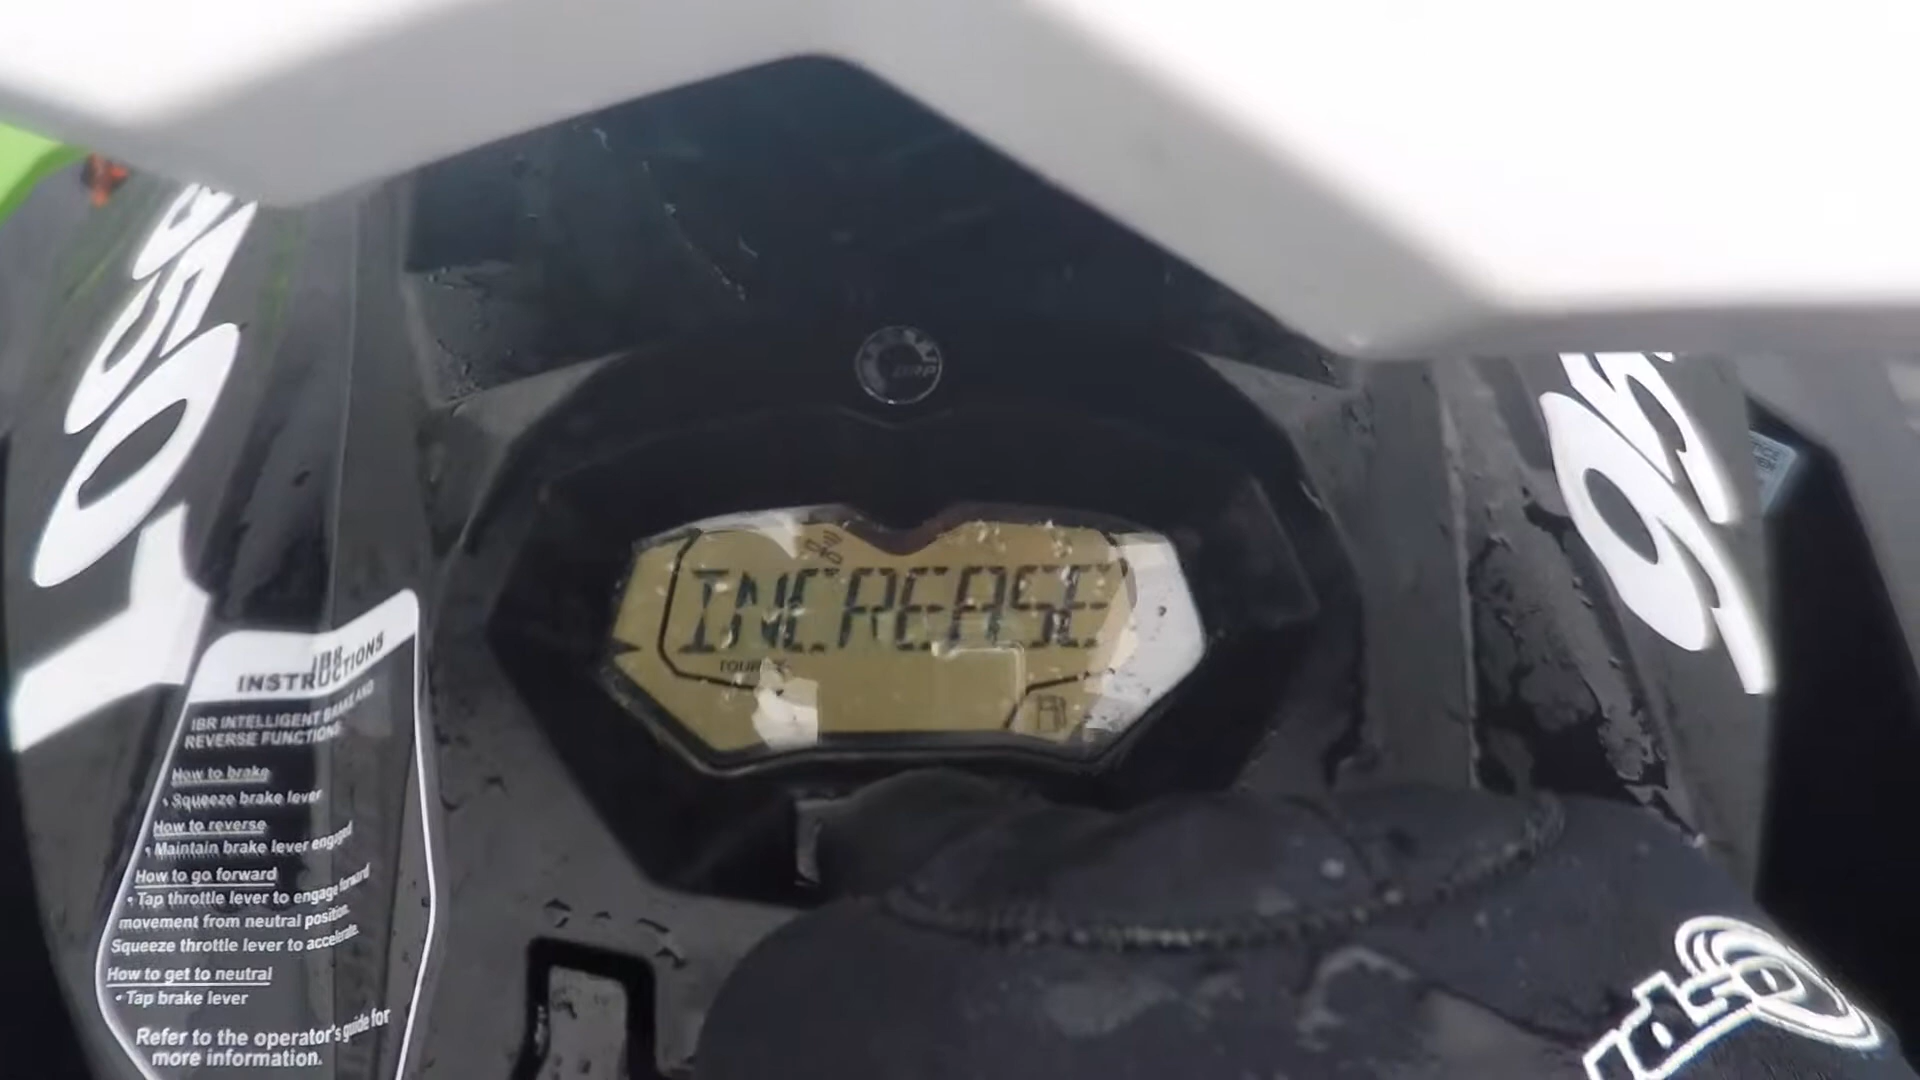 BRP
INCREASE
IBR
INSTRUCTIONS
IBR INTELLIGENT BRAKE AND
REVERSE FUNCTIONS
How to brake
• Squeeze brake lever
How to reverse
• Maintain brake lever engaged
How to go forward
• Tap throttle lever to engage forward
movement from neutral position.
Squeeze throttle lever to accelerate.
How to get to neutral
• Tap brake lever
Refer to the operator's guide for
more information.